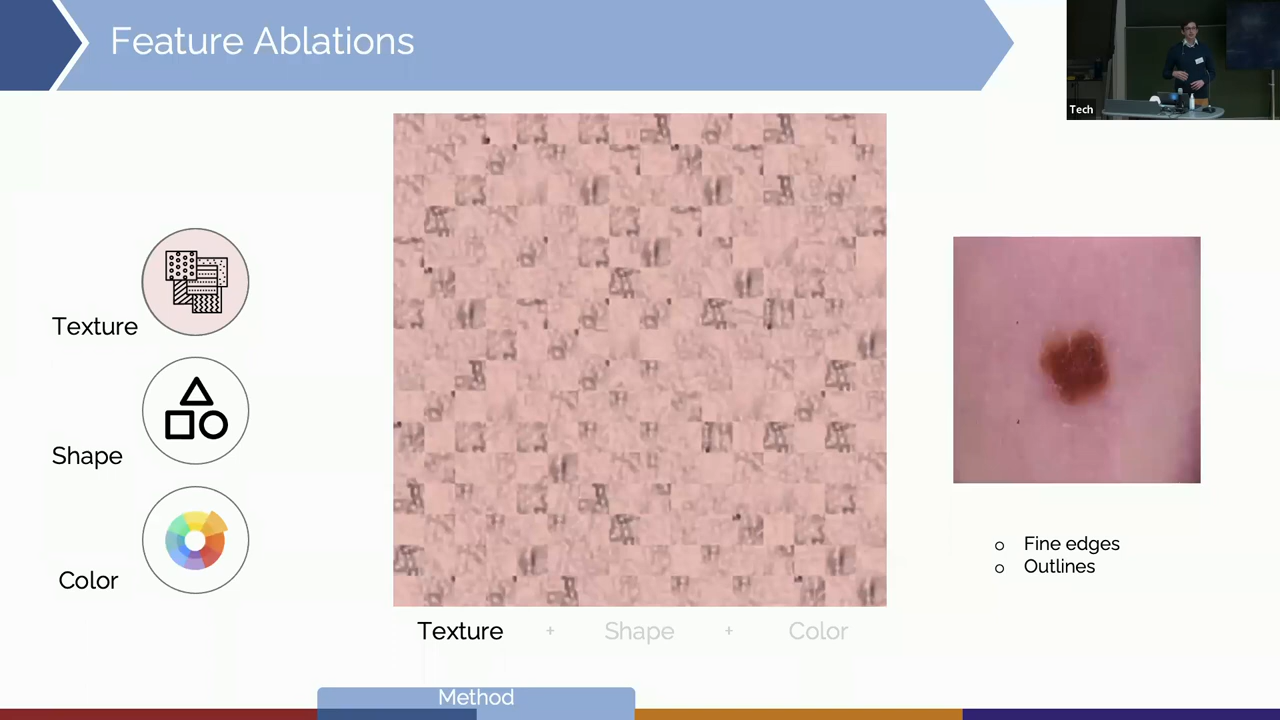 Feature Ablations
Tech
Texture
Shape
Color
Fine edges
Outlines
Texture + Shape + Color
Method